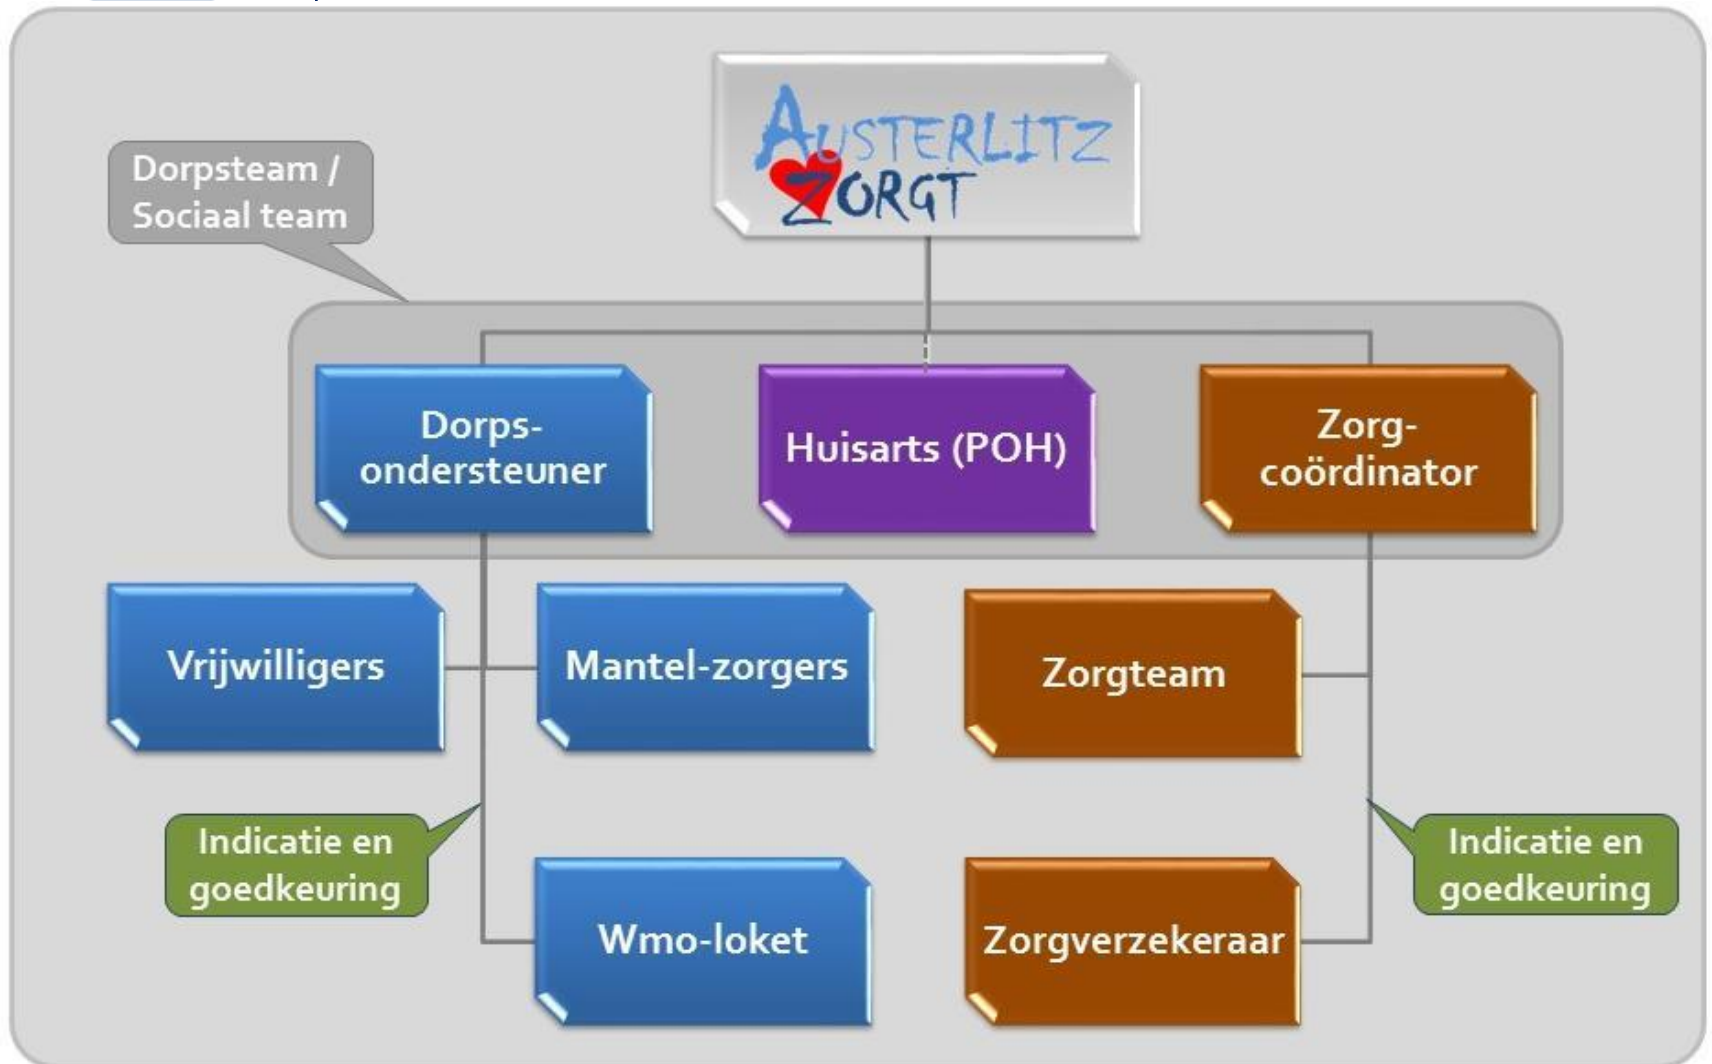 AUSTERLITZ
ZORGT
Dorpsteam /
Sociaal team
Dorps-
ondersteuner
Huisarts (POH)
Zorg-
coördinator
Vrijwilligers
Mantel-zorgers
Zorgteam
Indicatie en
goedkeuring
Indicatie en
goedkeuring
Wmo-loket
Zorgverzekeraar